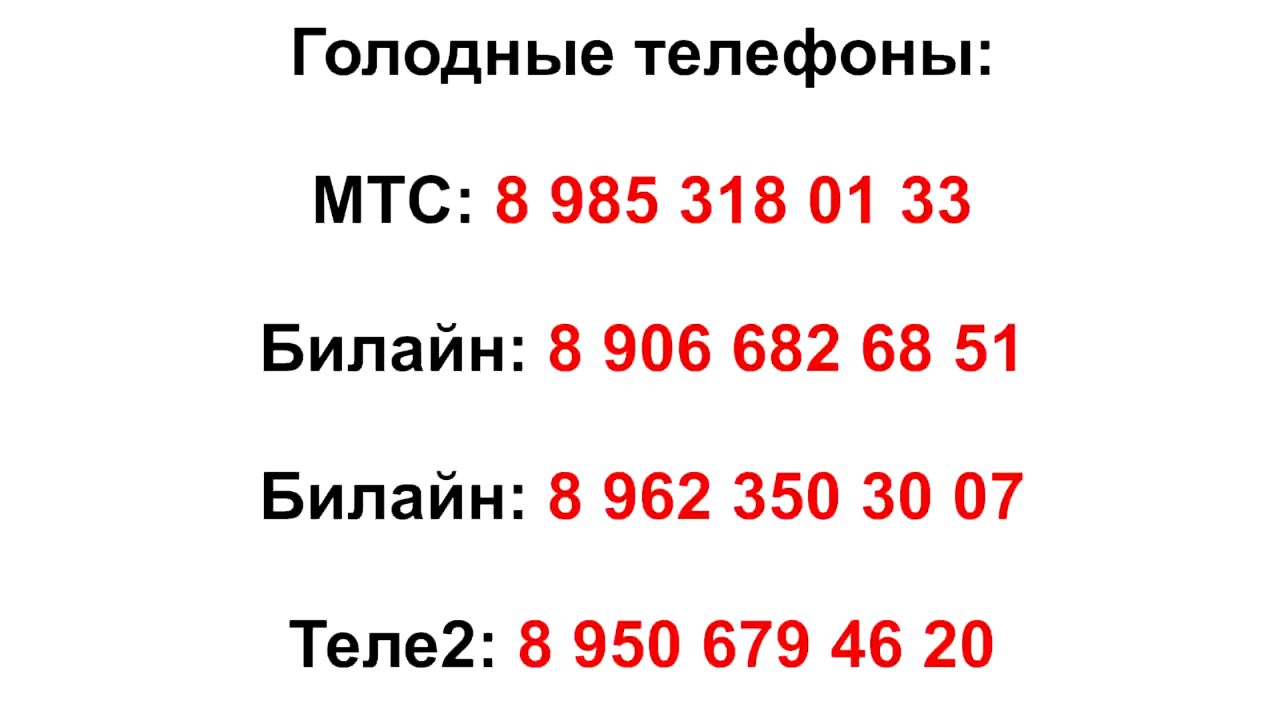 Голодные телефоны:
МТС: 8 985 318 01 33
Билайн: 8 906 682 68 51
Билайн: 8 962 350 30 07
Теле2: 8 950 679 46 20